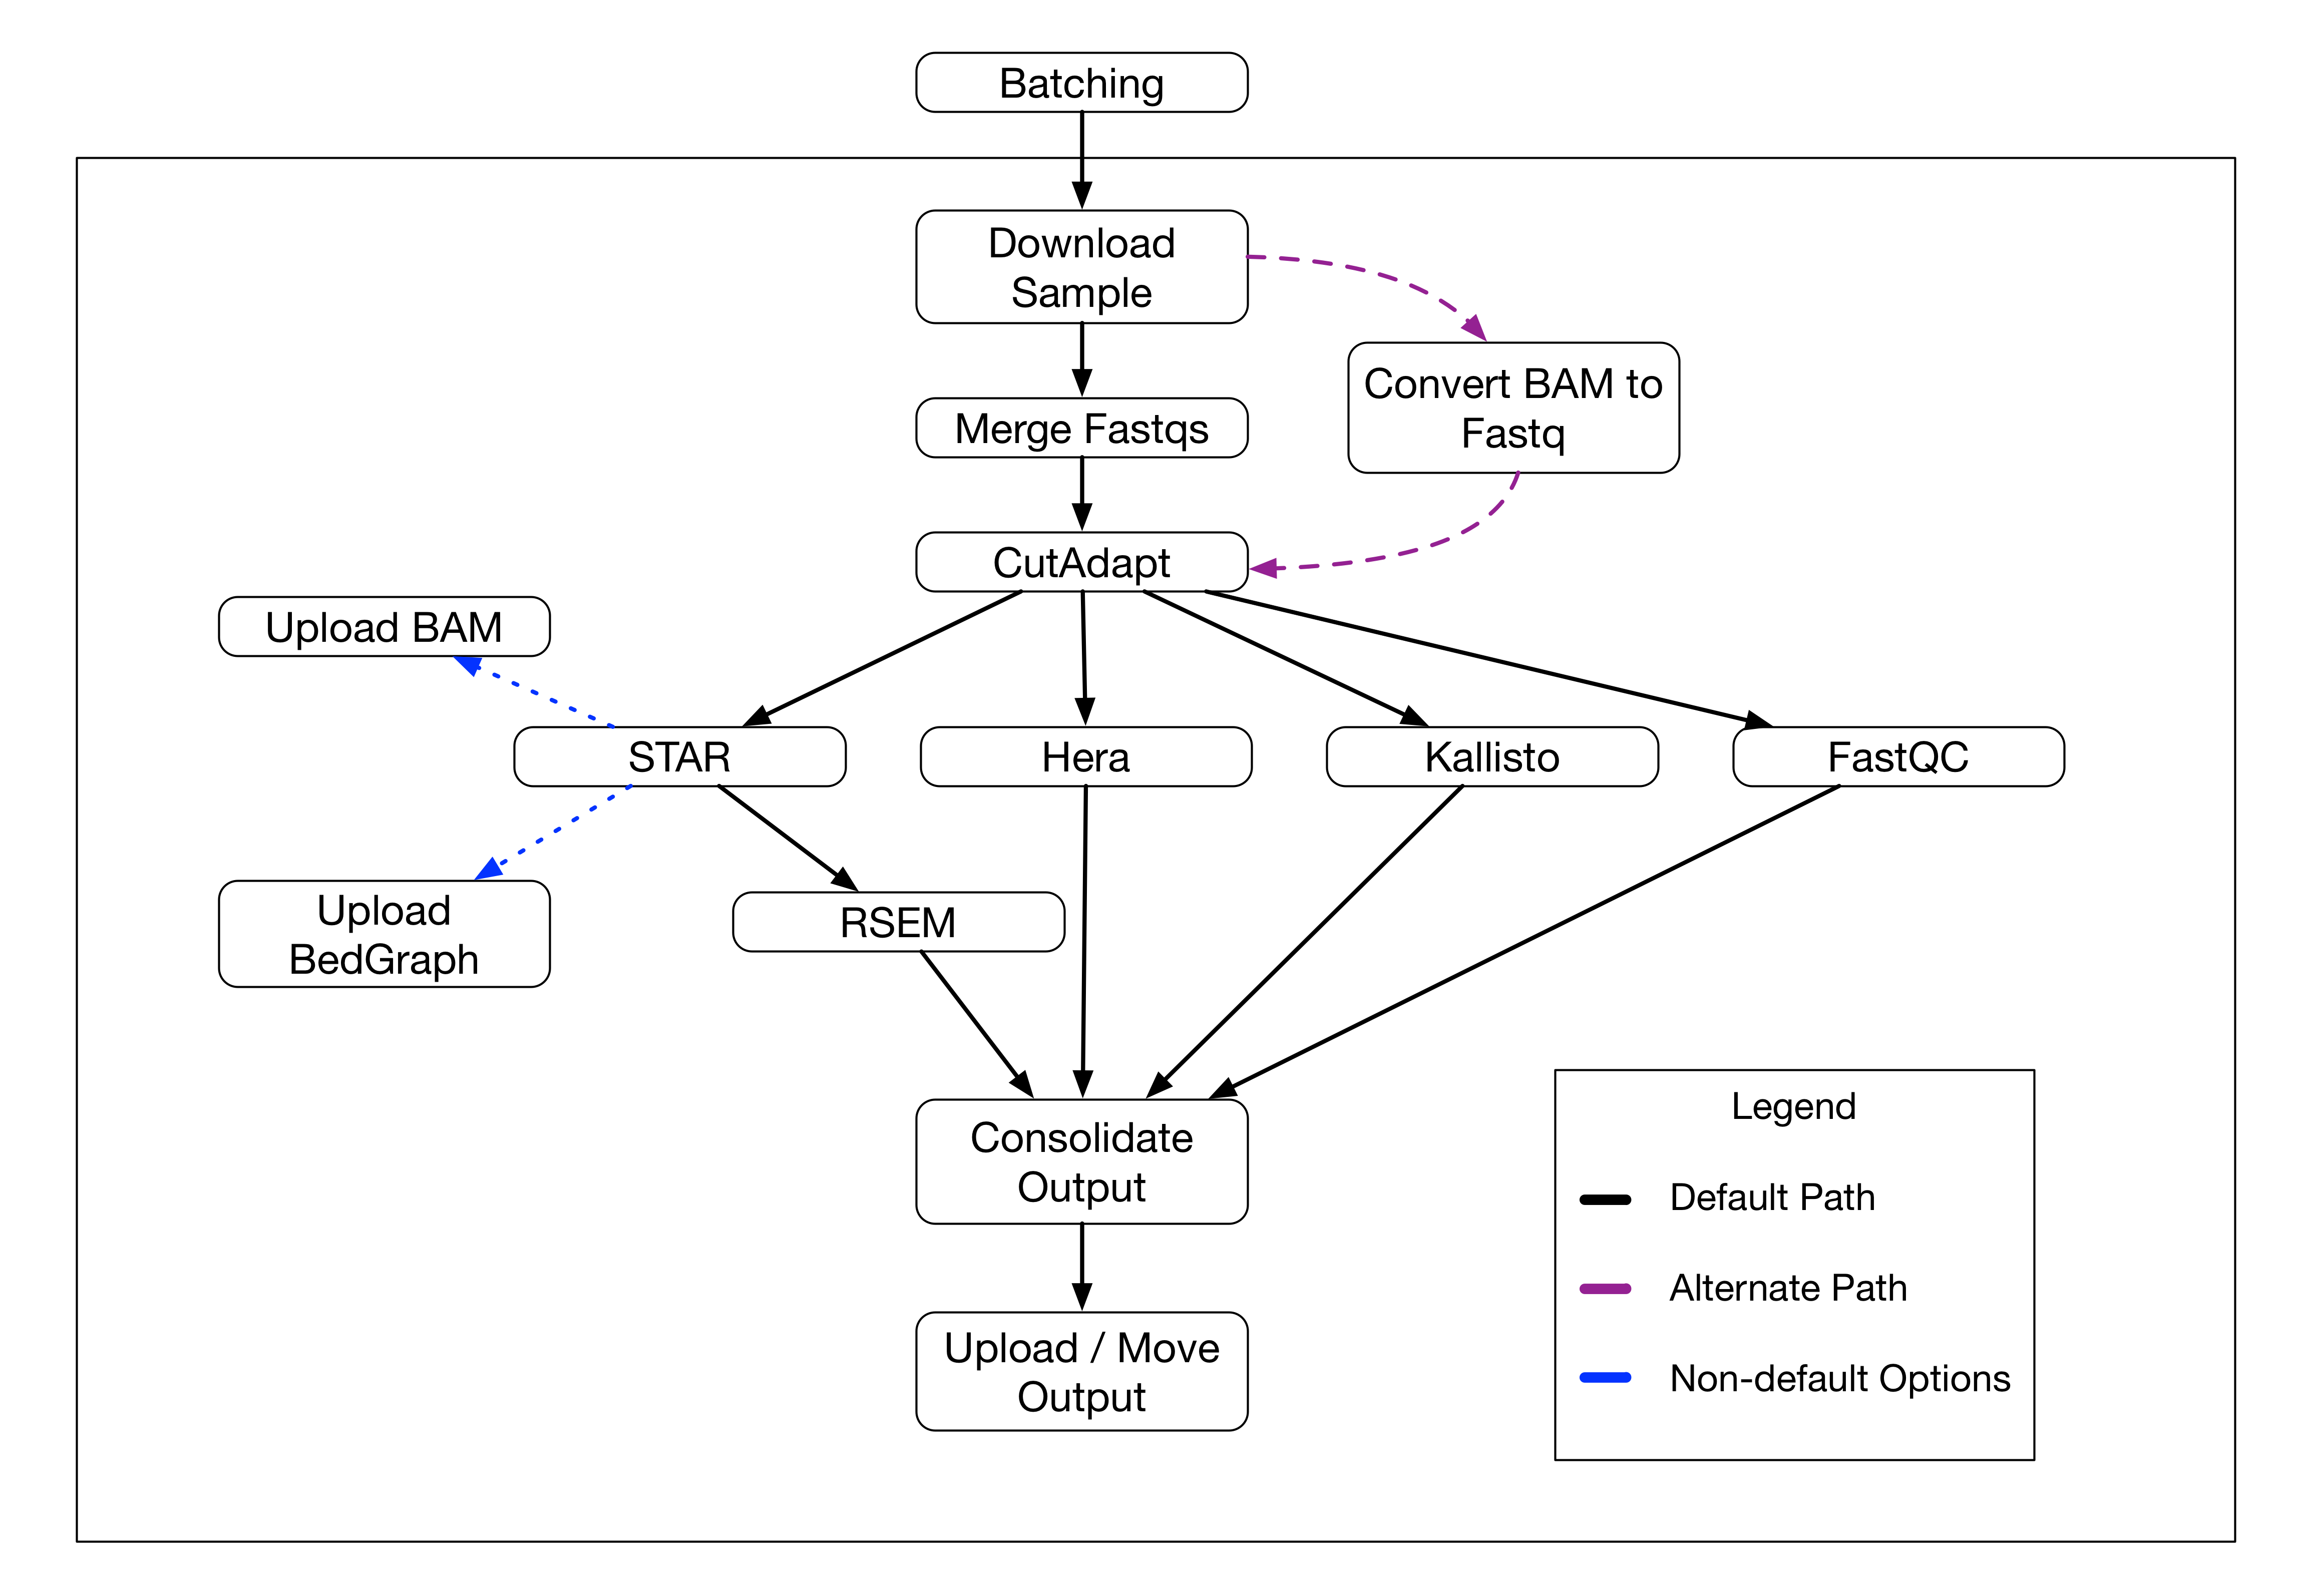 Batching
Download
Sample
Convert BAM to
Fastq
Merge Fastqs
CutAdapt
Upload BAM
STAR
Hera
Kallisto
FastQC
Upload
BedGraph
RSEM
Consolidate
Output
Upload / Move
Output
Legend
Default Path
Alternate Path
Non-default Options